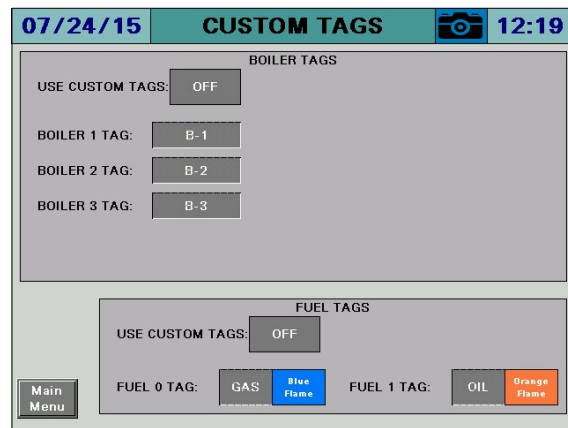 07/24/15 CUSTOM TAGS 12:19
BOILER TAGS
USE CUSTOM TAGS: OFF
BOILER 1 TAG: B-1
BOILER 2 TAG: B-2
BOILER 3 TAG: B-3
FUEL TAGS
USE CUSTOM TAGS: OFF
FUEL 0 TAG: GAS Blue Flame FUEL 1 TAG: OIL Orange Flame
Main
Menu